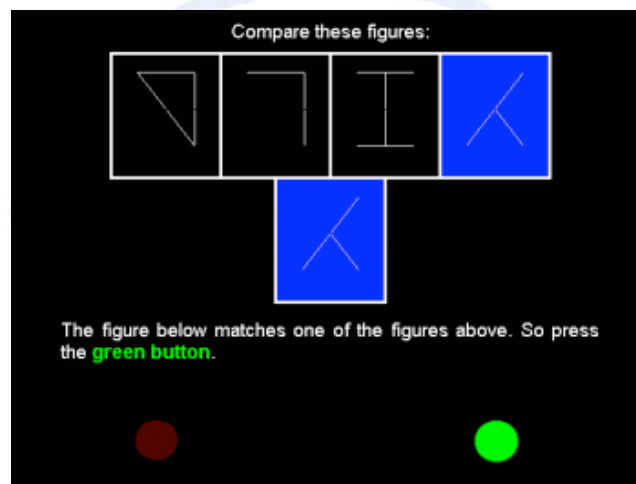 Compare these figures:
The figure below matches one of the figures above. So press
the green button.